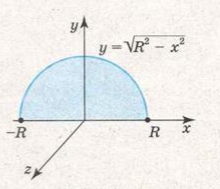 y
y = √(R² − x²)
−R
R
x
z